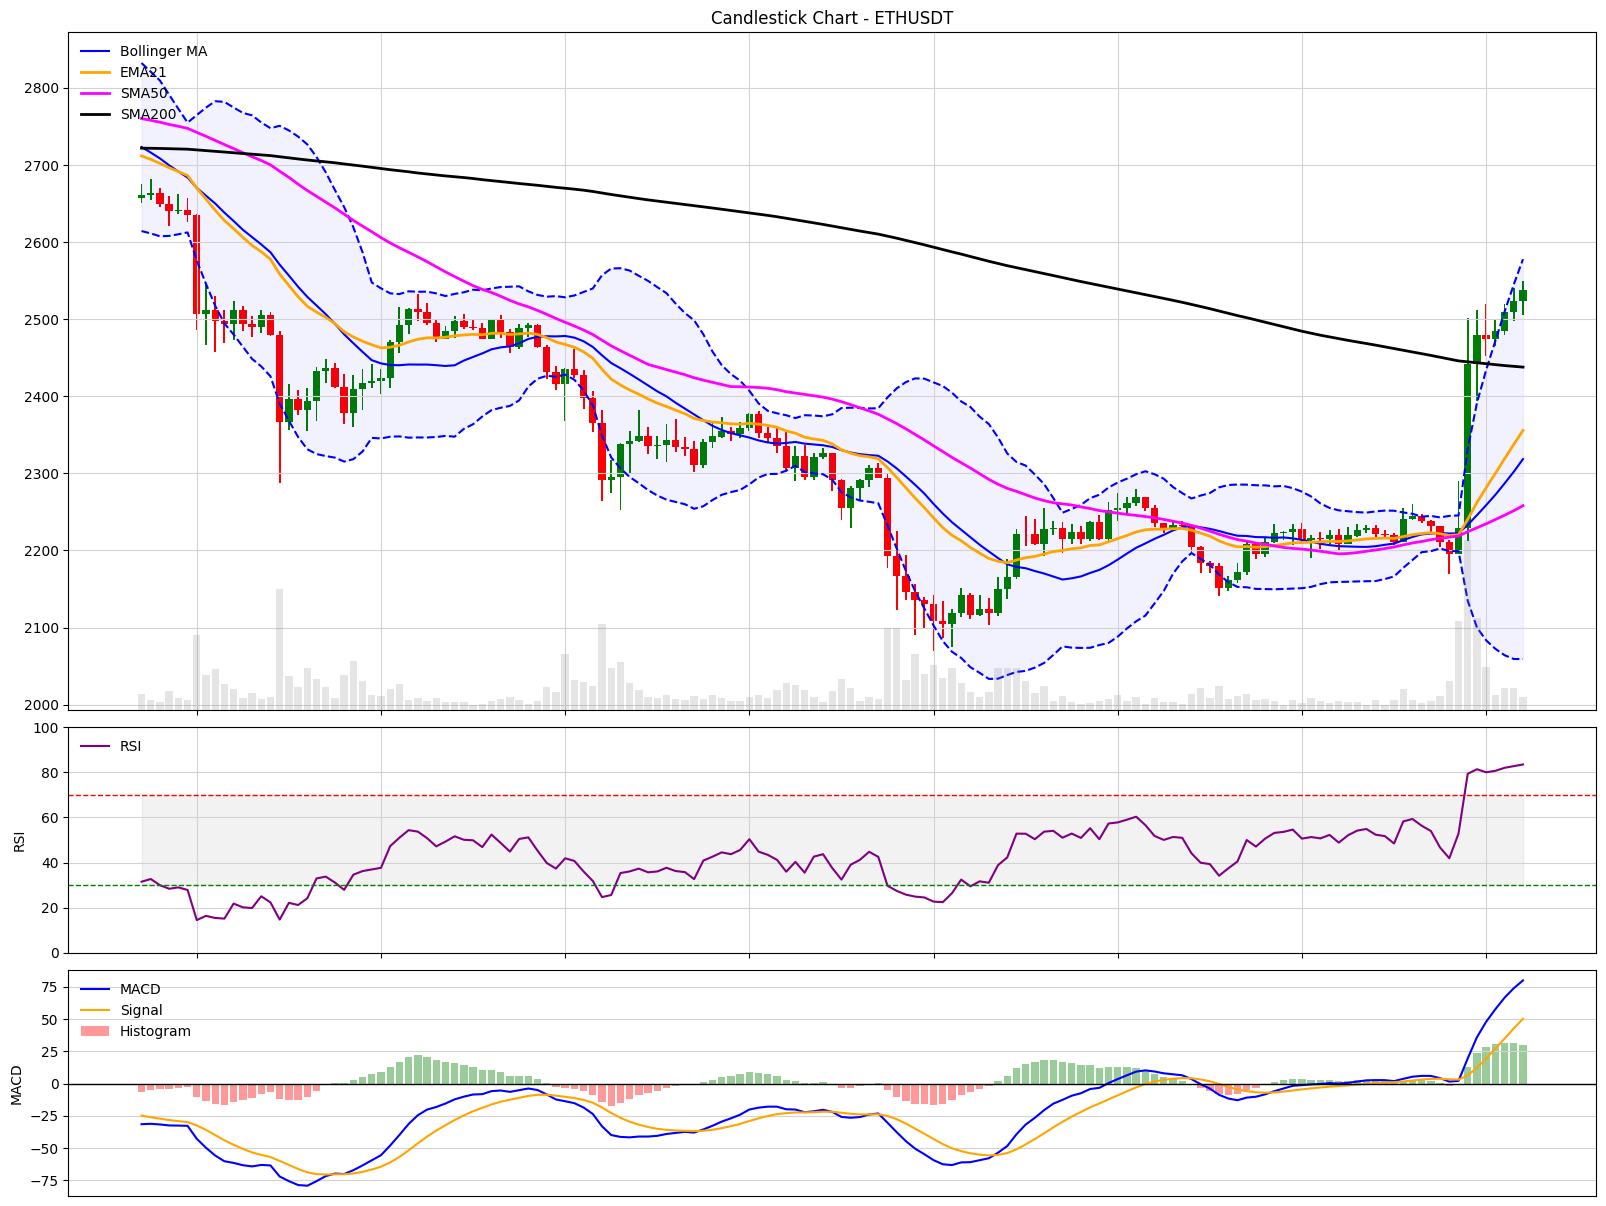 Candlestick Chart - ETHUSDT
Bollinger MA
EMA21
SMA50
SMA200
2800
2700
2600
2500
2400
2300
2200
2100
2000
RSI
100
80
60
40
20
0
RSI
MACD
Signal
Histogram
75
50
25
0
−25
−50
−75
MACD